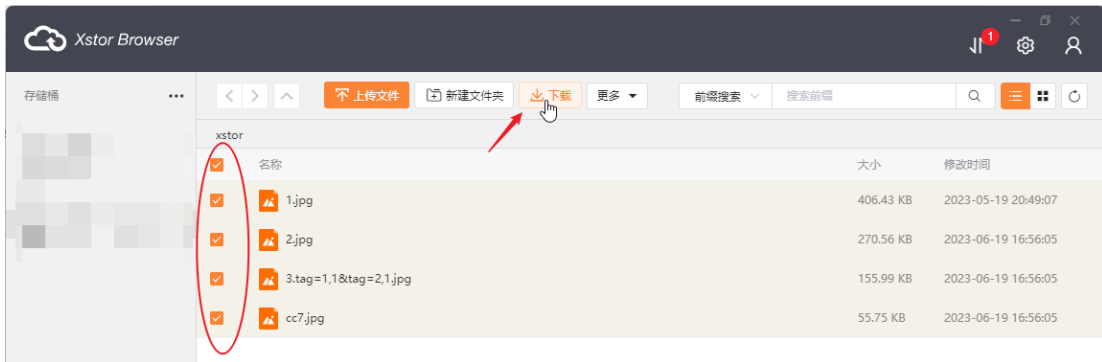 Xstor Browser
1
存储桶
上传文件 新建文件夹 下载 更多 前缀搜索 搜索前缀
xstor
名称 大小 修改时间
1.jpg 406.43 KB 2023-05-19 20:49:07
2.jpg 270.56 KB 2023-06-19 16:56:05
3.tag=1,1&tag=2,1.jpg 155.99 KB 2023-06-19 16:56:05
cc7.jpg 55.75 KB 2023-06-19 16:56:05